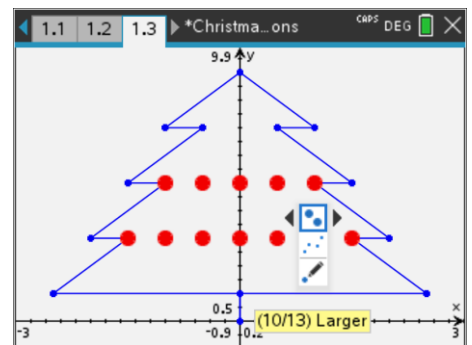 1.1 1.2 1.3 *Christma…ons CAPS DEG
9.9 y
0.5
x
(10/13) Larger
-3 -0.9 0.2 3